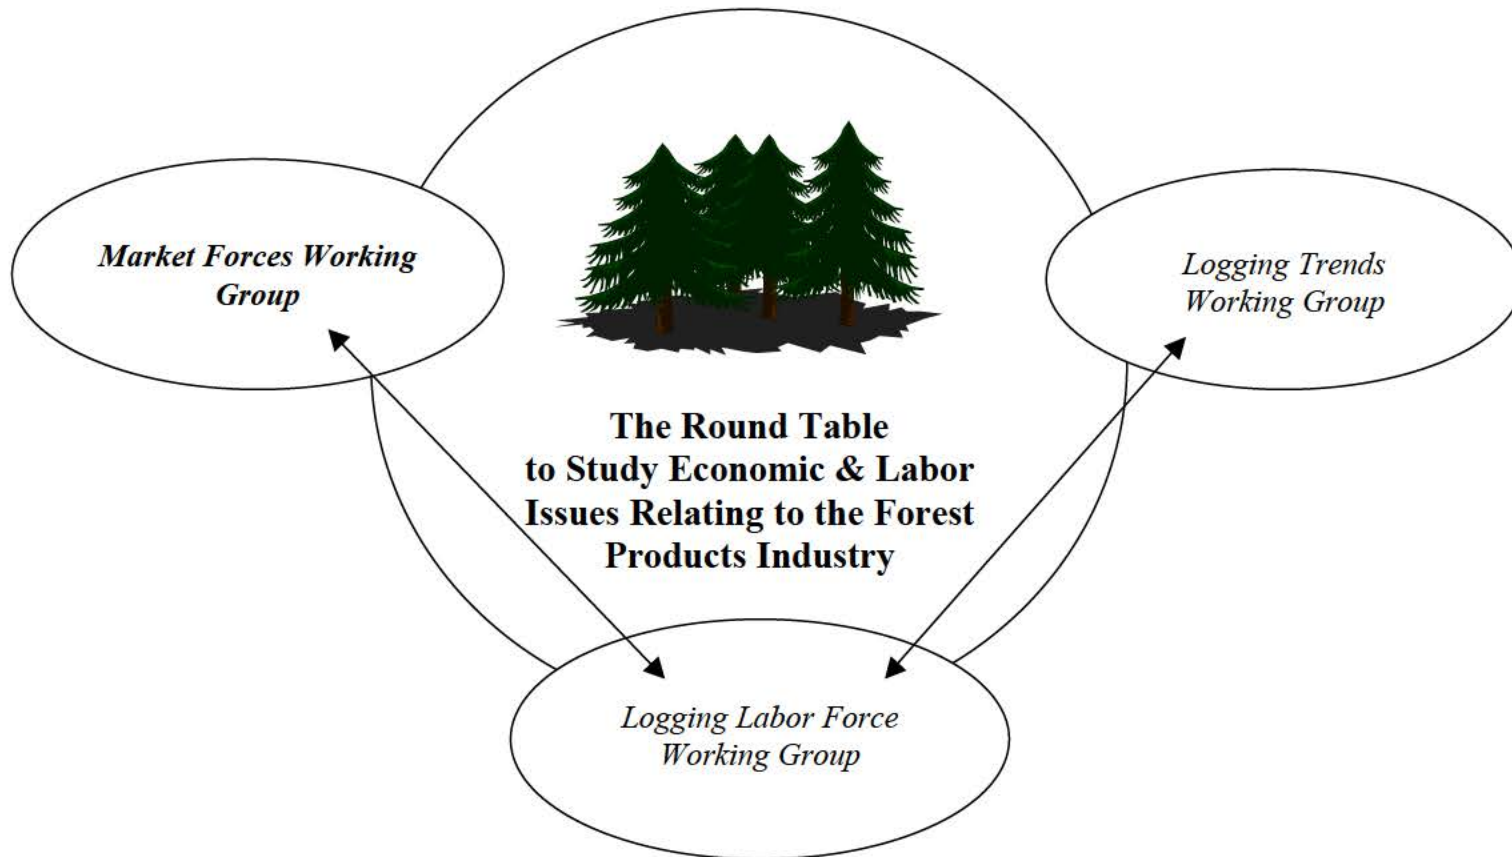 Market Forces Working
Group
Logging Trends
Working Group
The Round Table
to Study Economic & Labor
Issues Relating to the Forest
Products Industry
Logging Labor Force
Working Group